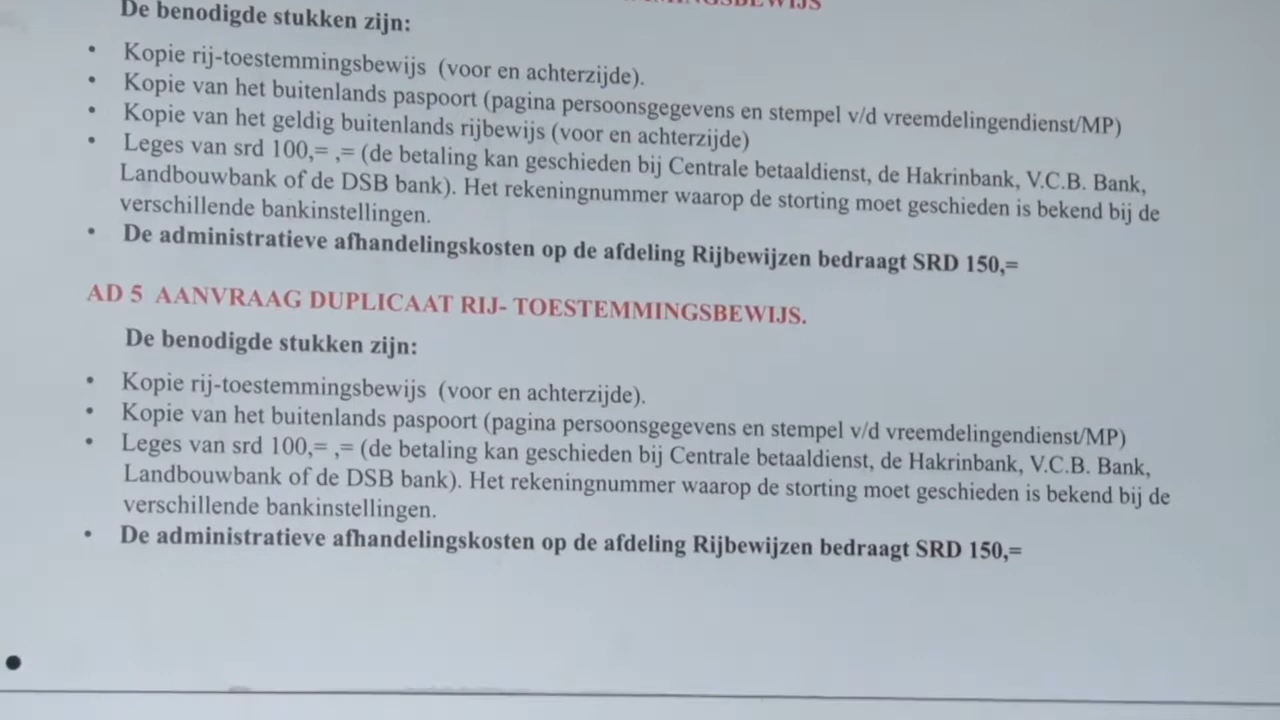 De benodigde stukken zijn:
• Kopie rij-toestemmingsbewijs (voor en achterzijde).
• Kopie van het buitenlands paspoort (pagina persoonsgegevens en stempel v/d vreemdelingendienst/MP)
• Kopie van het geldig buitenlands rijbewijs (voor en achterzijde)
• Leges van srd 100,= ,= (de betaling kan geschieden bij Centrale betaaldienst, de Hakrinbank, V.C.B. Bank,
Landbouwbank of de DSB bank). Het rekeningnummer waarop de storting moet geschieden is bekend bij de
verschillende bankinstellingen.
• De administratieve afhandelingskosten op de afdeling Rijbewijzen bedraagt SRD 150,=
AD 5 AANVRAAG DUPLICAAT RIJ- TOESTEMMINGSBEWIJS.
De benodigde stukken zijn:
• Kopie rij-toestemmingsbewijs (voor en achterzijde).
• Kopie van het buitenlands paspoort (pagina persoonsgegevens en stempel v/d vreemdelingendienst/MP)
• Leges van srd 100,= ,= (de betaling kan geschieden bij Centrale betaaldienst, de Hakrinbank, V.C.B. Bank,
Landbouwbank of de DSB bank). Het rekeningnummer waarop de storting moet geschieden is bekend bij de
verschillende bankinstellingen.
• De administratieve afhandelingskosten op de afdeling Rijbewijzen bedraagt SRD 150,=